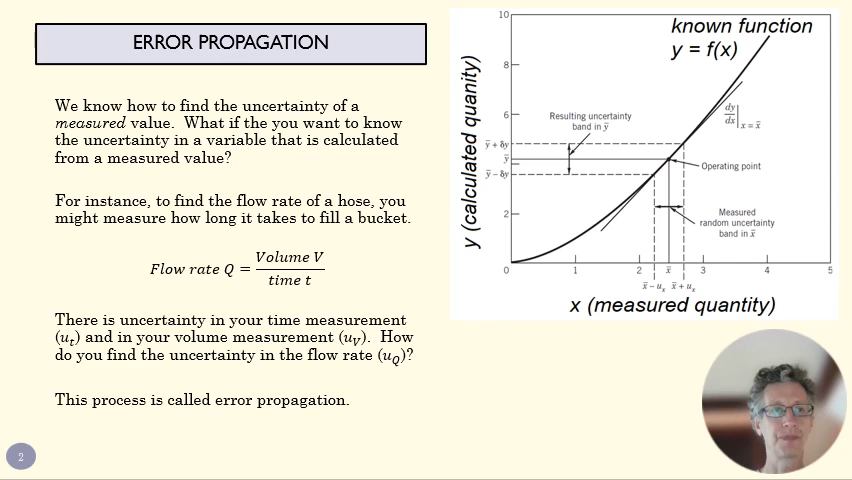 ERROR PROPAGATION
We know how to find the uncertainty of a
measured value. What if the you want to know
the uncertainty in a variable that is calculated
from a measured value?
For instance, to find the flow rate of a hose, you
might measure how long it takes to fill a bucket.
Flow rate Q = Volume V / time t
There is uncertainty in your time measurement
(u_t) and in your volume measurement (u_V). How
do you find the uncertainty in the flow rate (u_Q)?
This process is called error propagation.
2
known function
y = f(x)
y (calculated quanity)
10
8
6
2
0
Resulting uncertainty
band in ȳ
dy/dx | x = x̄
ȳ + δy
ȳ
ȳ − δy
Operating point
Measured
random uncertainty
band in x̄
1
2
x̄
3
4
5
x̄ − u_x
x̄ + u_x
x (measured quantity)